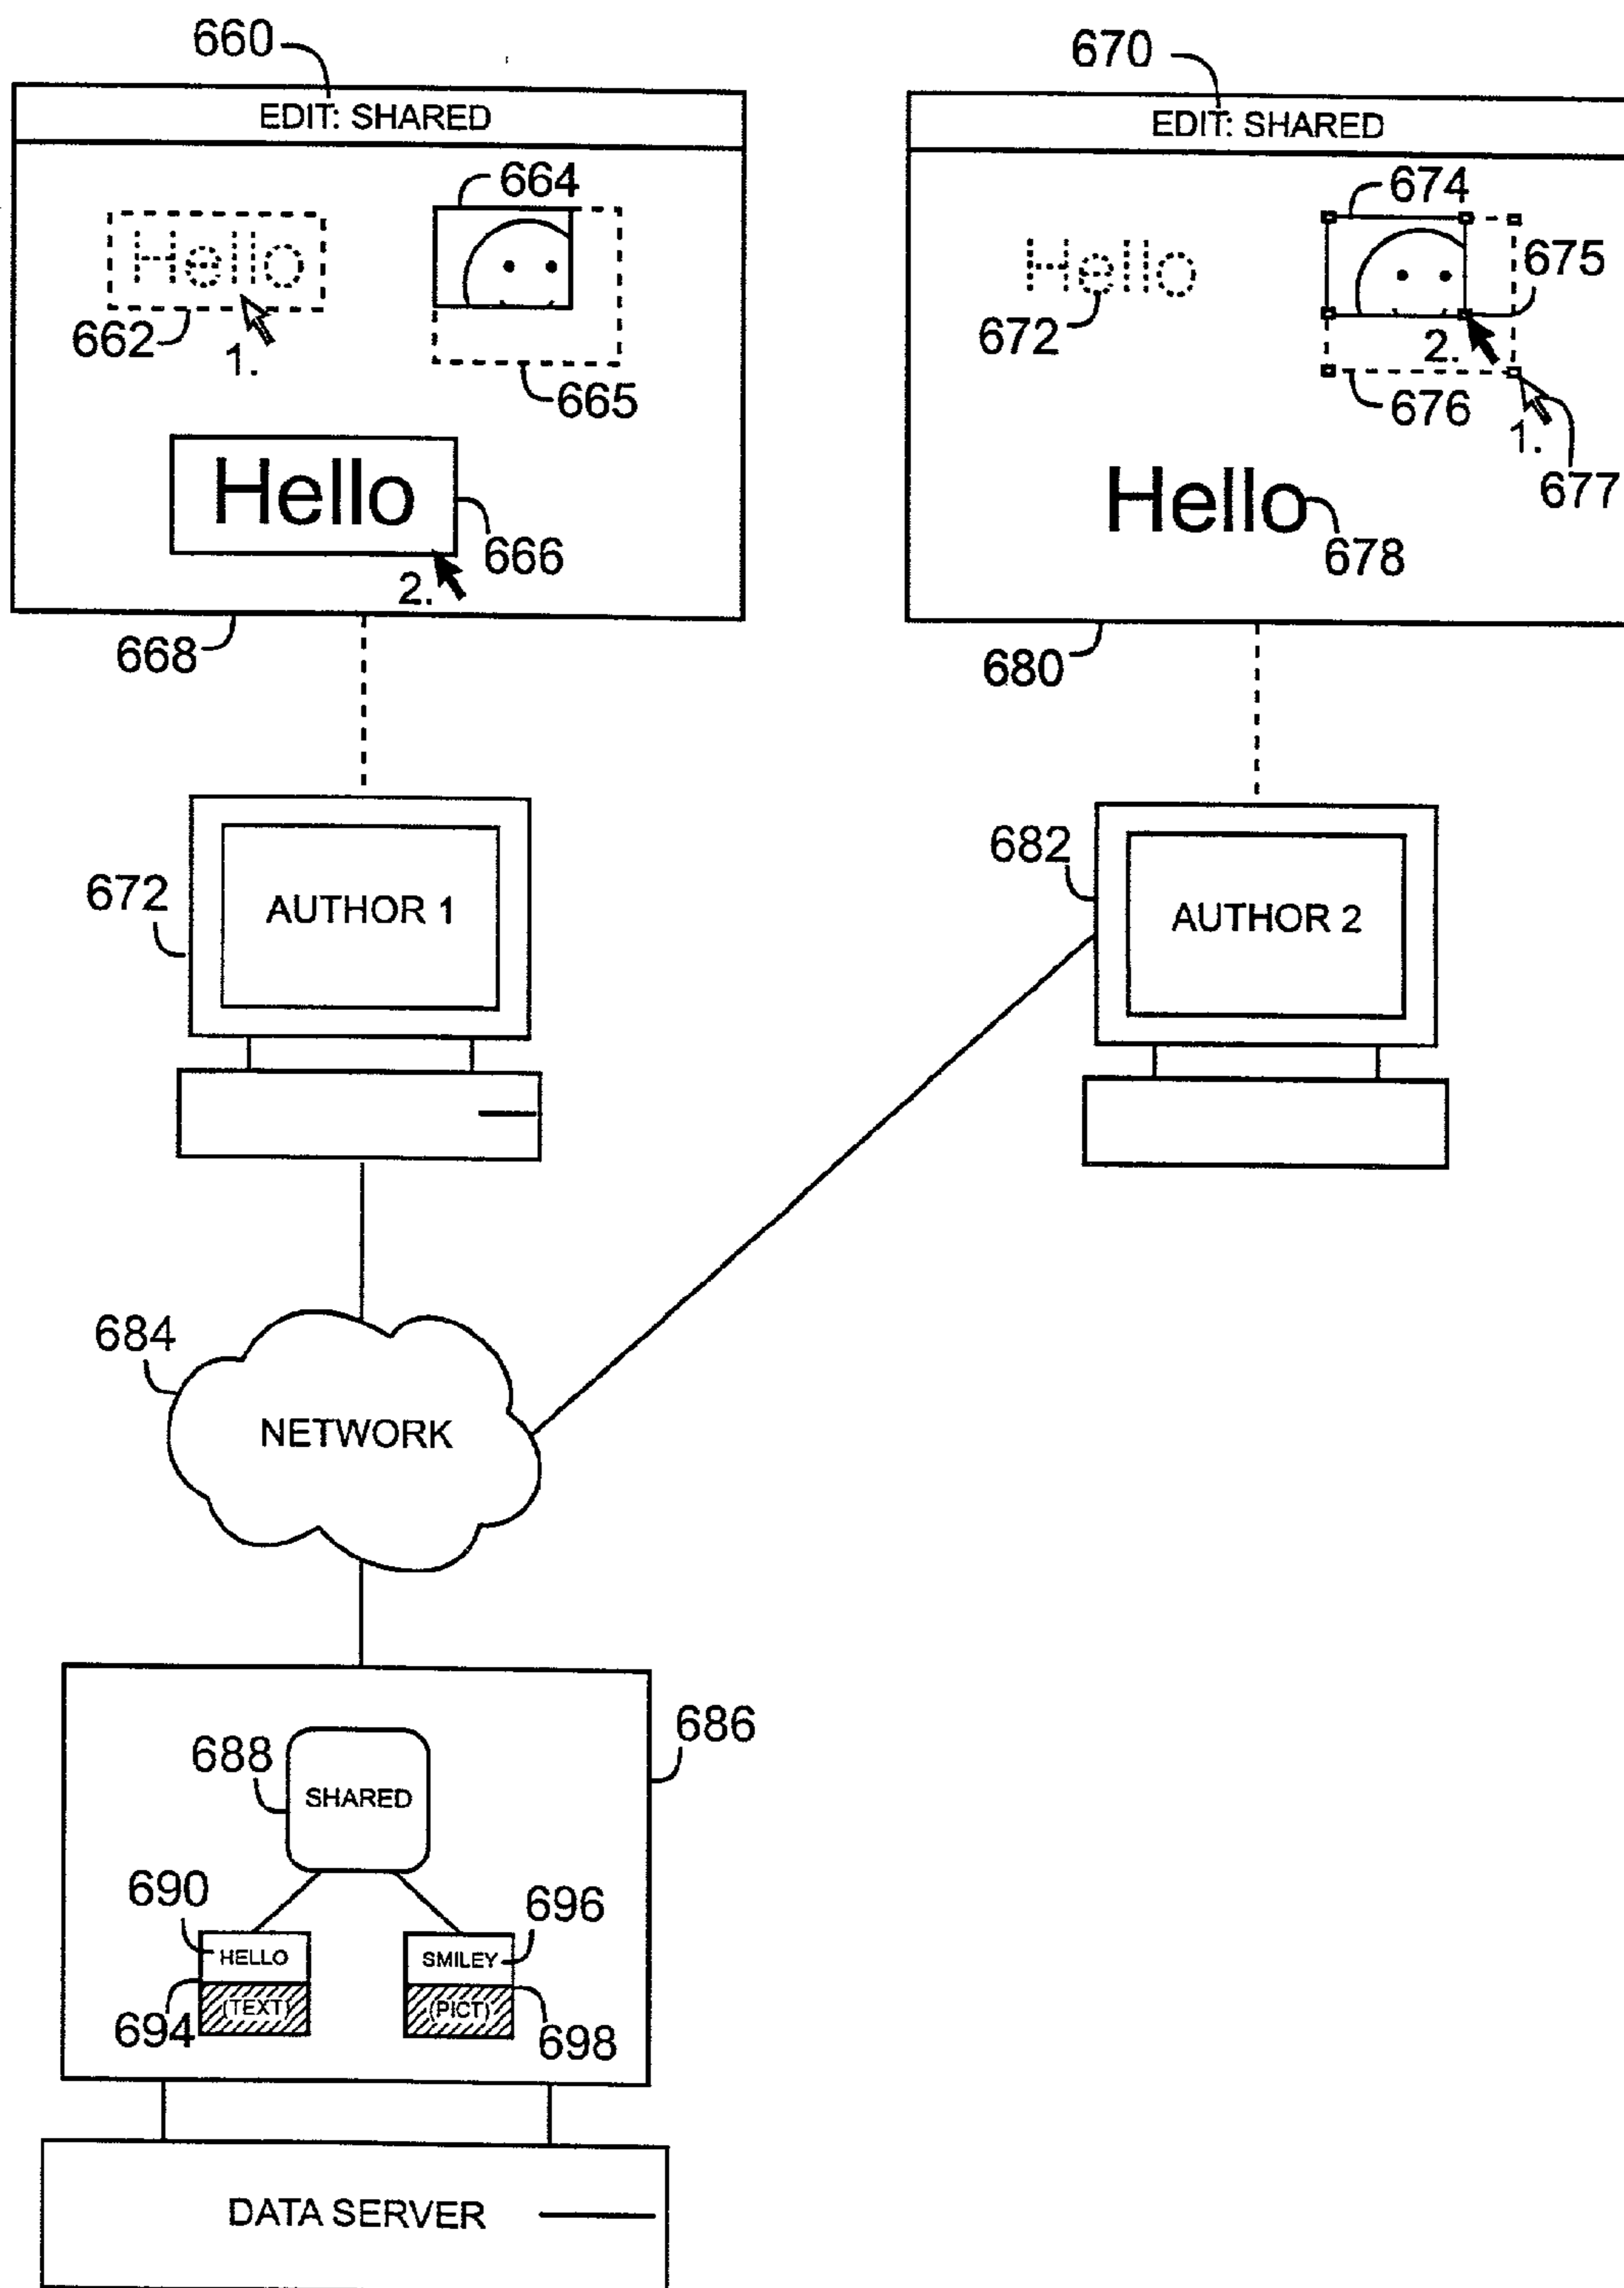 660
EDIT: SHARED
664
Hello
662
1.
665
Hello
666
2.
668
670
EDIT: SHARED
674
Hello
672
675
2.
676
1.
677
Hello
678
680
672
AUTHOR 1
682
AUTHOR 2
684
NETWORK
686
688
SHARED
690
696
HELLO
SMILEY
(TEXT)
(PICT)
694
698
DATA SERVER